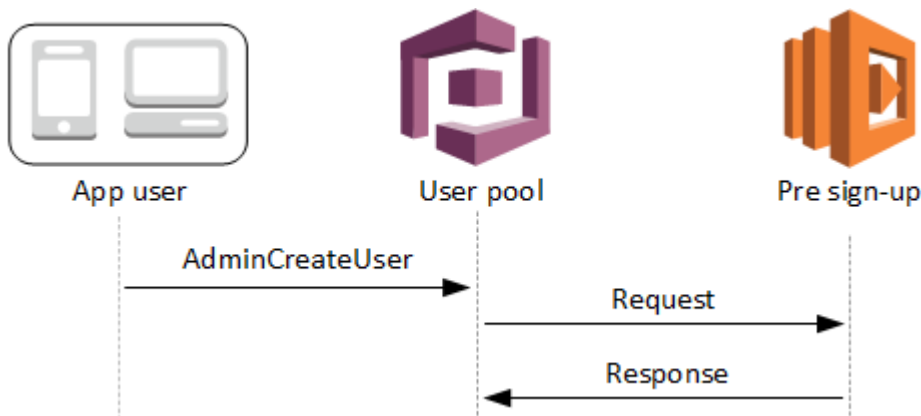 App user
User pool
Pre sign-up
AdminCreateUser
Request
Response